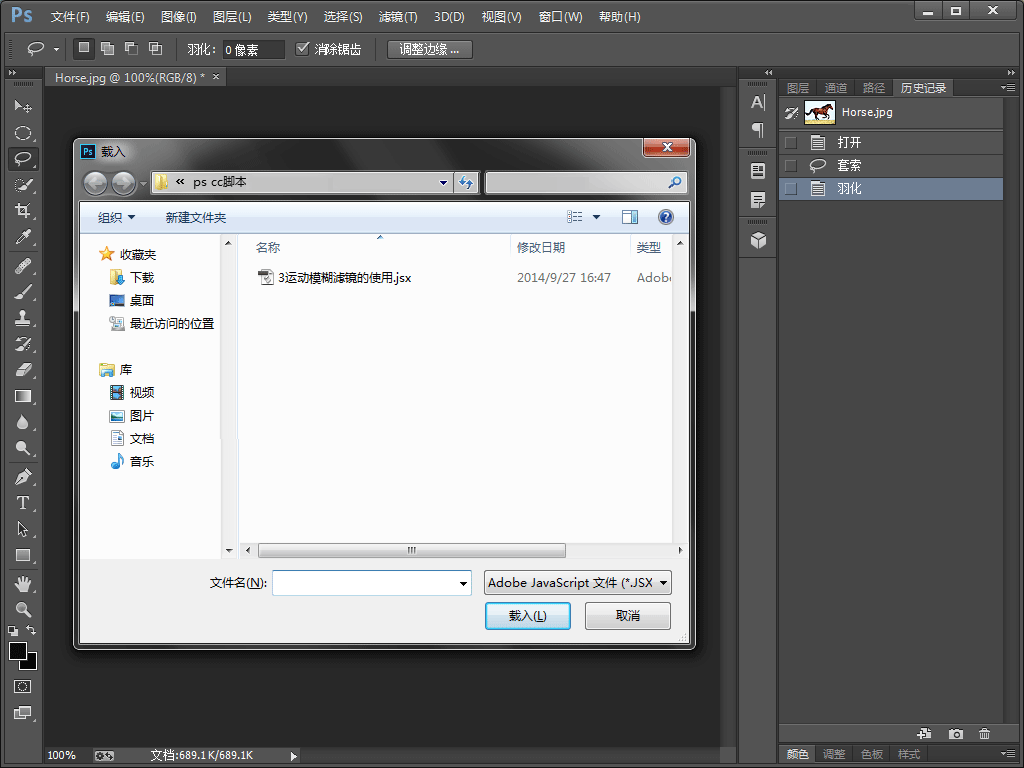 Ps 文件(F) 编辑(E) 图像(I) 图层(L) 类型(Y) 选择(S) 滤镜(T) 3D(D) 视图(V) 窗口(W) 帮助(H)
羽化: 0 像素 消除锯齿 调整边缘 ...
Horse.jpg @ 100%(RGB/8) * ×
图层 通道 路径 历史记录
Horse.jpg
打开
套索
羽化
Ps 载入
« ps cc脚本
组织 新建文件夹
名称 修改日期 类型
3运动模糊滤镜的使用.jsx 2014/9/27 16:47 Adobe
收藏夹
下载
桌面
最近访问的位置
库
视频
图片
文档
音乐
文件名(N): Adobe JavaScript 文件 (*.JSX
载入(L) 取消
100% 文档:689.1K/689.1K
颜色 调整 色板 样式